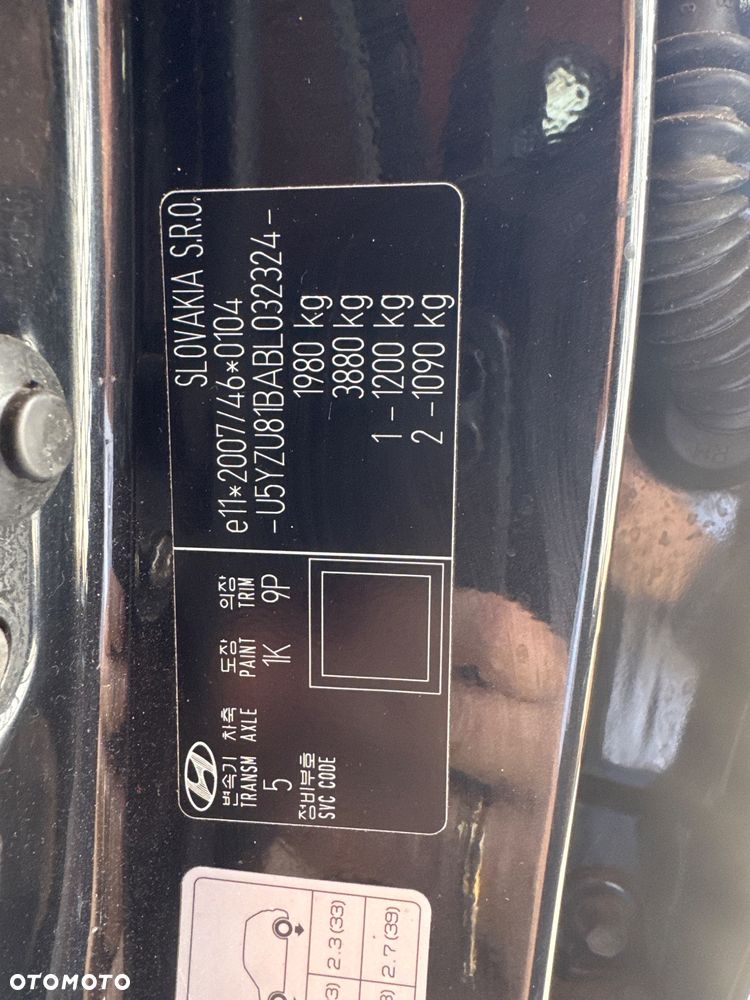 SLOVAKIA S.R.O.
e11*2007/46*0104
-U5YZU81BABL032324-
1980 kg
3880 kg
1 - 1200 kg
2 - 1090 kg
변속기 차축 도장 의장
TRANSM AXLE PAINT TRIM
5 1K 9P
정비부호
SVC CODE
2.3 (33)
2.7 (39)
OTOMOTO